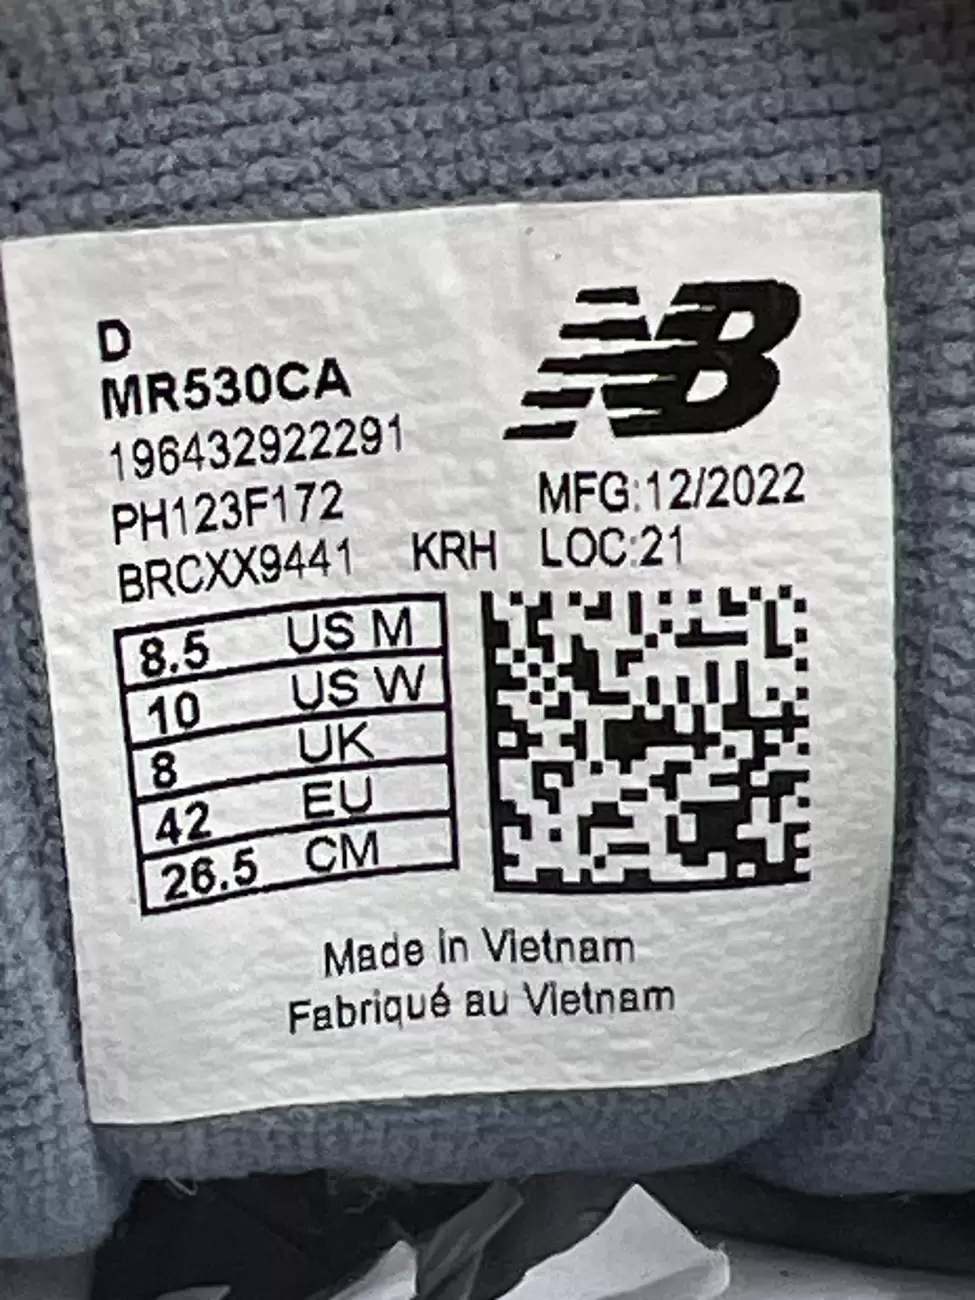 D
MR530CA
196432922291
PH123F172
BRCXX9441 KRH
NB
MFG:12/2022
LOC:21
8.5 US M
10 US W
8 UK
42 EU
26.5 CM
Made in Vietnam
Fabriqué au Vietnam